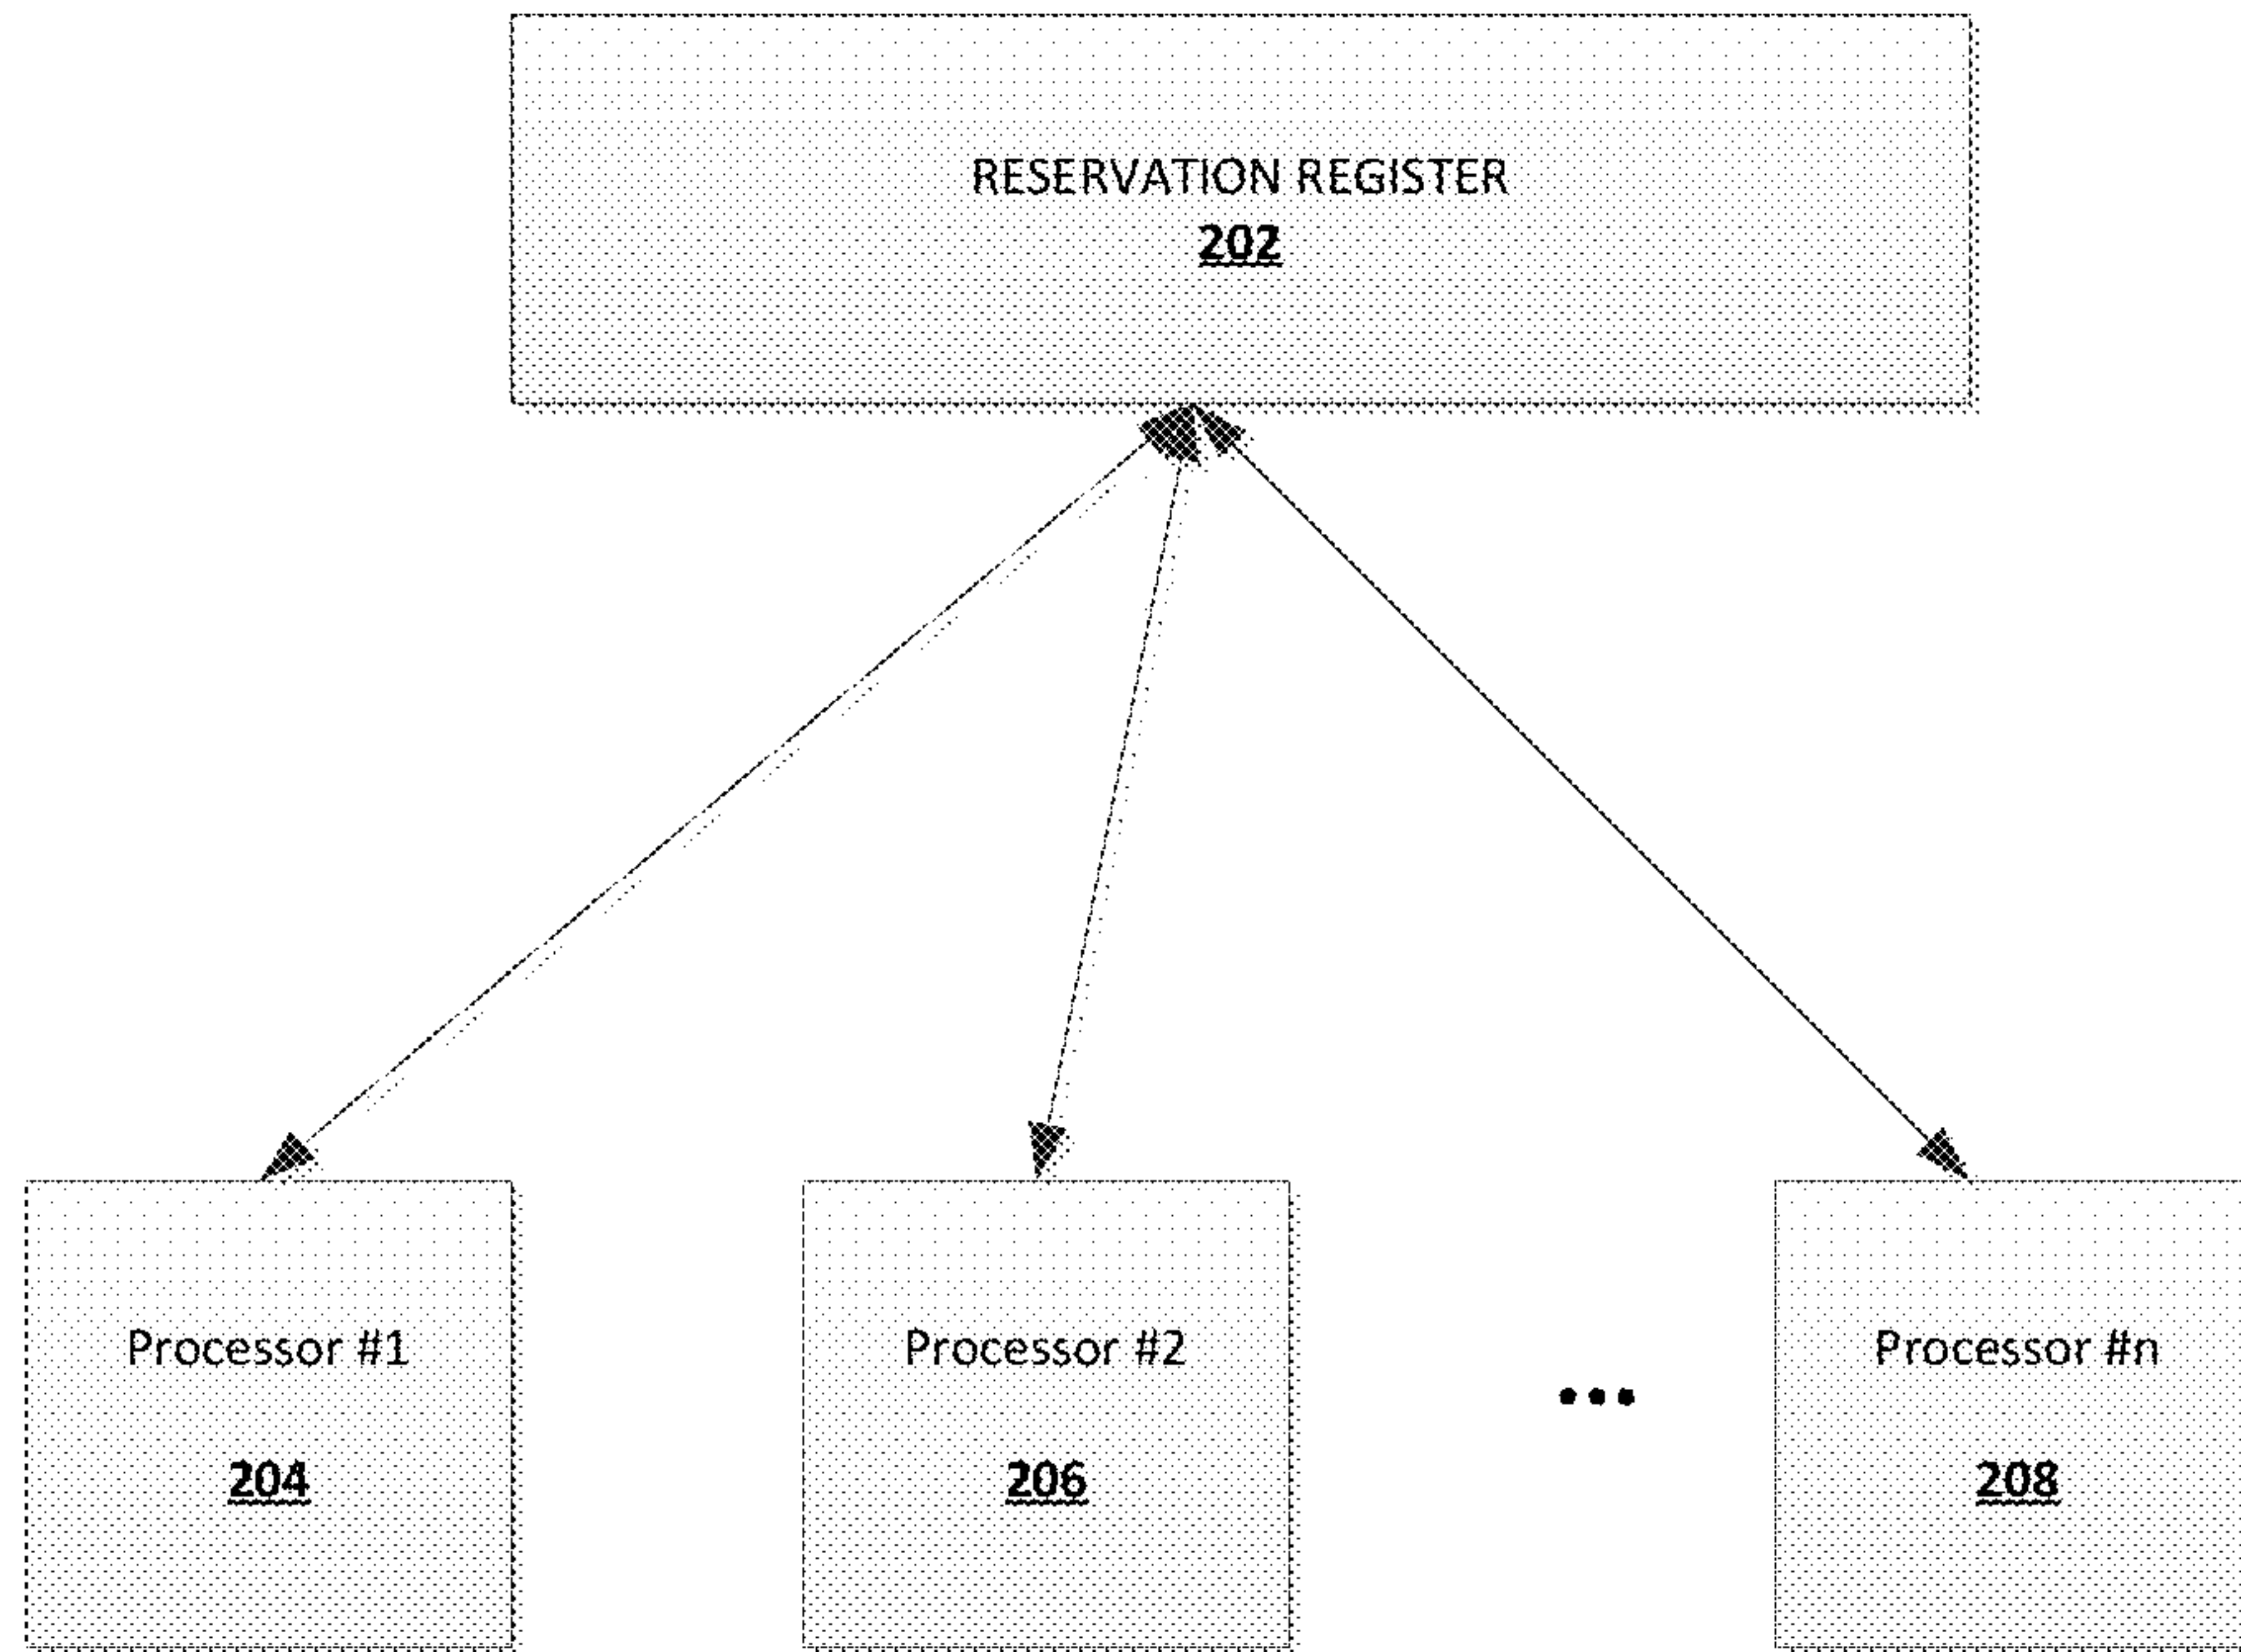 RESERVATION REGISTER
202
Processor #1
204
Processor #2
206
...
Processor #n
208